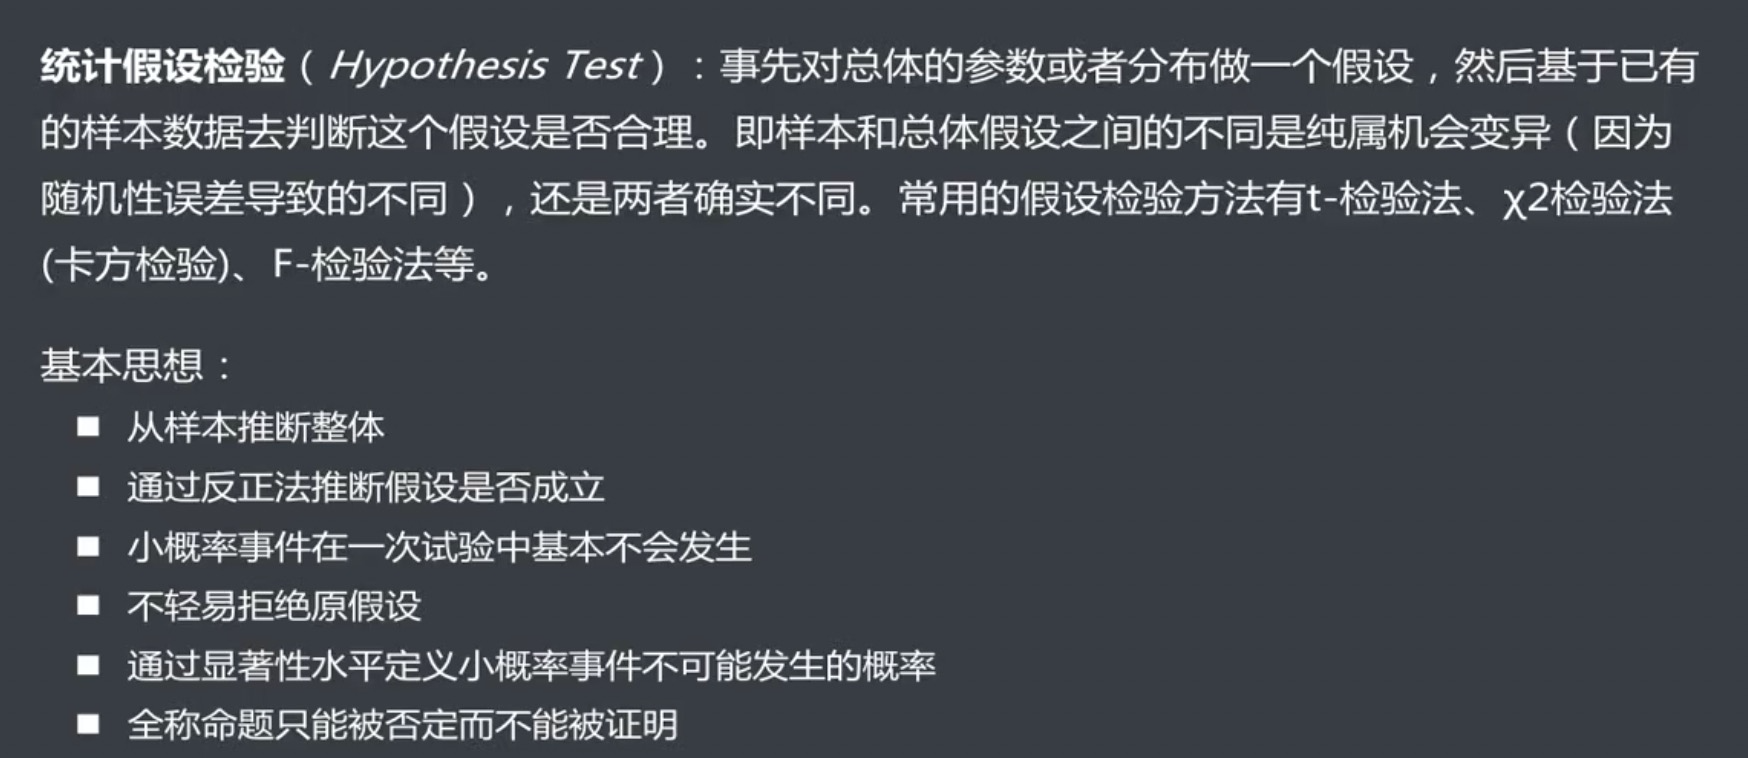 统计假设检验（Hypothesis Test）：事先对总体的参数或者分布做一个假设，然后基于已有
的样本数据去判断这个假设是否合理。即样本和总体假设之间的不同是纯属机会变异（因为
随机性误差导致的不同），还是两者确实不同。常用的假设检验方法有t-检验法、χ2检验法
(卡方检验)、F-检验法等。
基本思想：
■ 从样本推断整体
■ 通过反正法推断假设是否成立
■ 小概率事件在一次试验中基本不会发生
■ 不轻易拒绝原假设
■ 通过显著性水平定义小概率事件不可能发生的概率
■ 全称命题只能被否定而不能被证明